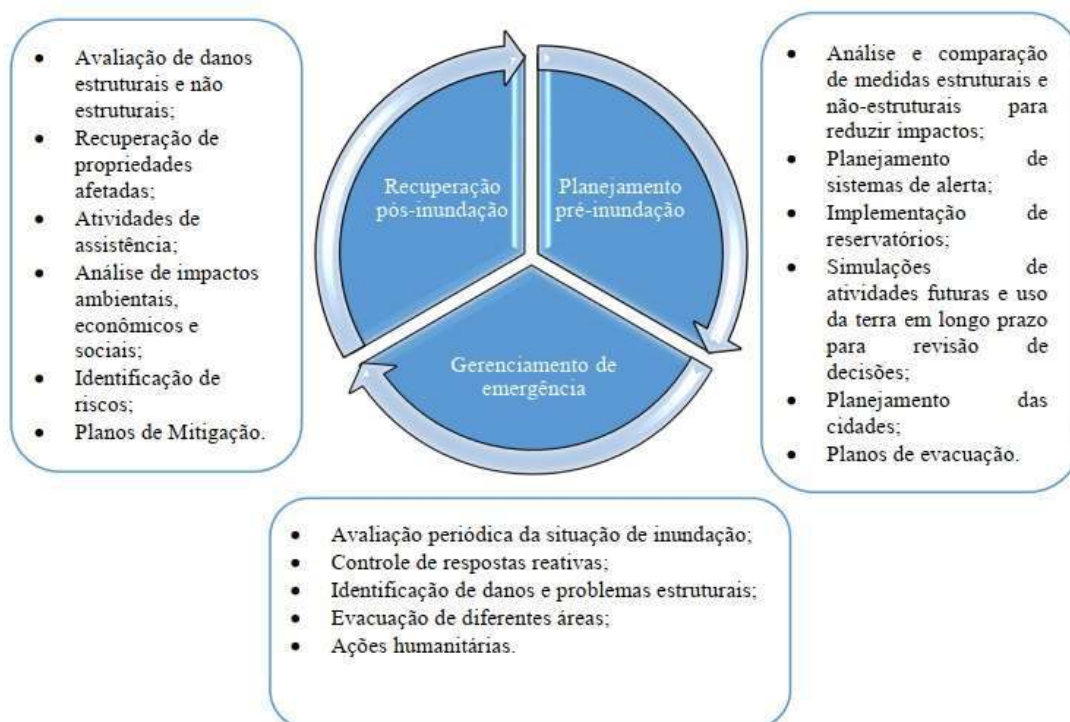 Avaliação de danos
estruturais e não
estruturais;
Recuperação de
propriedades
afetadas;
Atividades de
assistência;
Análise de impactos
ambientais,
econômicos e
sociais;
Identificação de
riscos;
Planos de Mitigação.
Recuperação
pós-inundação
Planejamento
pré-inundação
Gerenciamento de
emergência
Análise e comparação
de medidas estruturais e
não-estruturais para
reduzir impactos;
Planejamento de
sistemas de alerta;
Implementação de
reservatórios;
Simulações de
atividades futuras e uso
da terra em longo prazo
para revisão de
decisões;
Planejamento das
cidades;
Planos de evacuação.
Avaliação periódica da situação de inundação;
Controle de respostas reativas;
Identificação de danos e problemas estruturais;
Evacuação de diferentes áreas;
Ações humanitárias.